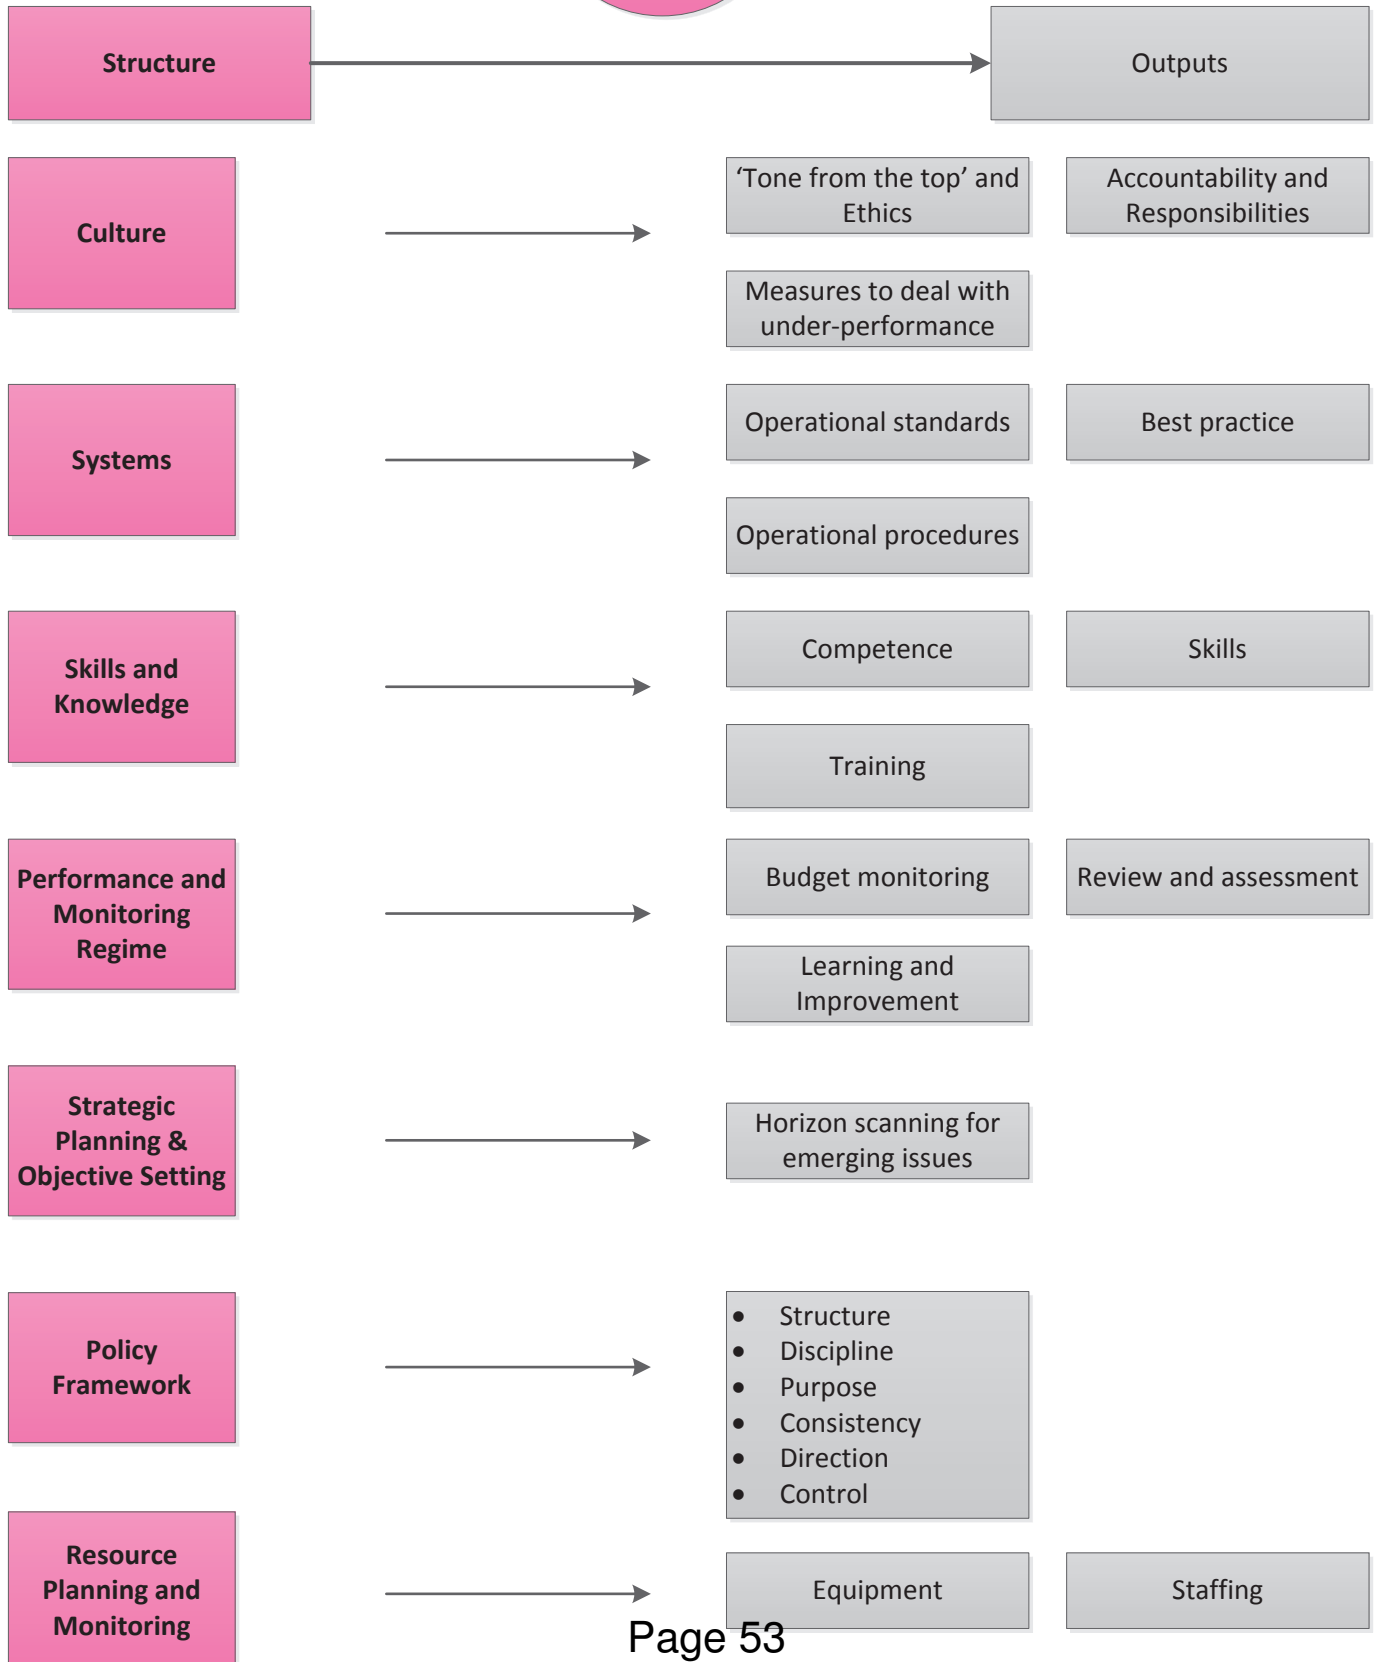 Structure
Outputs
Culture
‘Tone from the top’ and
Ethics
Accountability and
Responsibilities
Measures to deal with
under-performance
Systems
Operational standards
Best practice
Operational procedures
Skills and
Knowledge
Competence
Skills
Training
Performance and
Monitoring
Regime
Budget monitoring
Review and assessment
Learning and
Improvement
Strategic
Planning &
Objective Setting
Horizon scanning for
emerging issues
Policy
Framework
• Structure
• Discipline
• Purpose
• Consistency
• Direction
• Control
Resource
Planning and
Monitoring
Equipment
Staffing
Page 53